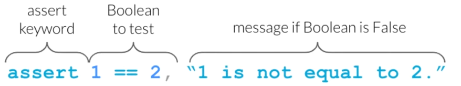 assert keyword
Boolean to test
message if Boolean is False
assert 1 == 2, “1 is not equal to 2.”